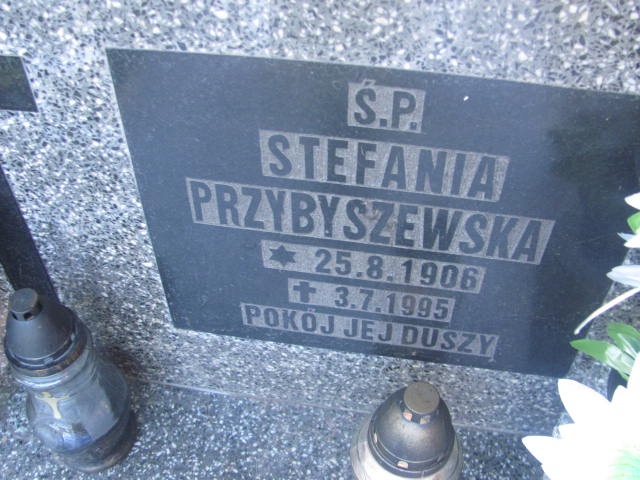 Ś.P.
STEFANIA
PRZYBYSZEWSKA
★ 25.8.1906
✝ 3.7.1995
POKÓJ JEJ DUSZY